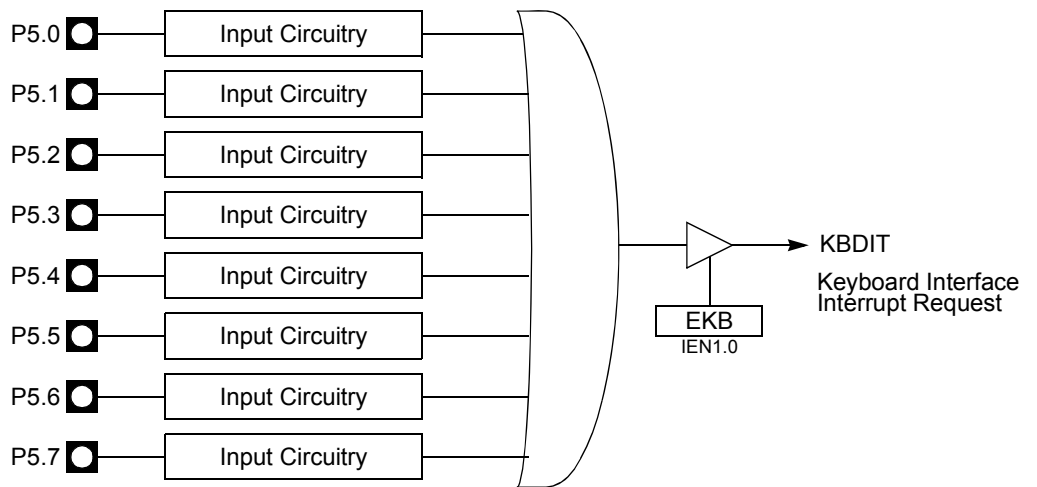 P5.0 Input Circuitry
P5.1 Input Circuitry
P5.2 Input Circuitry
P5.3 Input Circuitry
P5.4 Input Circuitry
P5.5 Input Circuitry
P5.6 Input Circuitry
P5.7 Input Circuitry
KBDIT
Keyboard Interface
Interrupt Request
EKB
IEN1.0